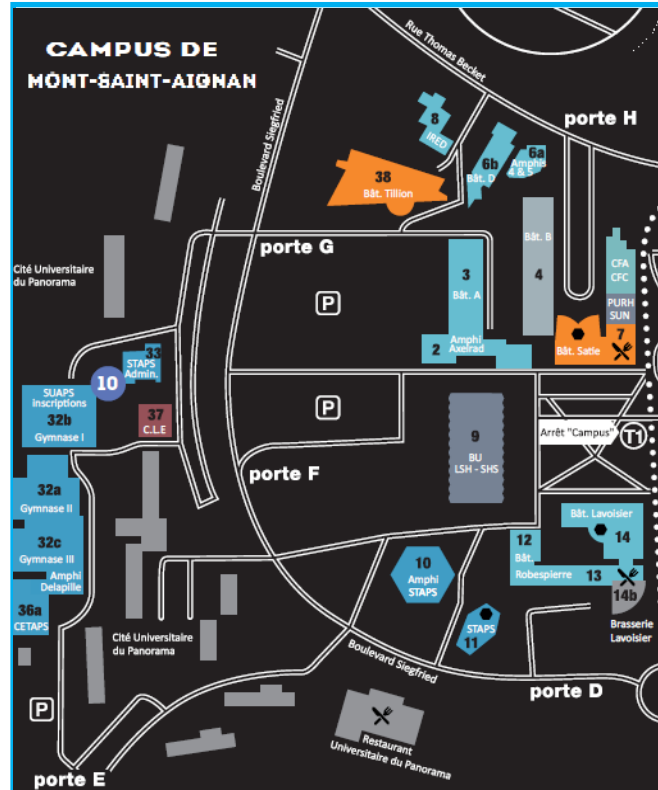 CAMPUS DE
MONT-SAINT-AIGNAN
Rue Thomas Becket
Boulevard Siegfried
porte H
8
IRED
6a
Amphis
4 & 5
6b
Bât. D
38
Bât. Tillion
porte G
Cité Universitaire
du Panorama
P
3
Bât. A
Bât. B
4
CFA
CFC
PURH
SUN
7
Bât. Satie
Amphi
Axelrad
2
33
STAPS
Admin.
10
SUAPS
inscriptions
32b
Gymnase I
37
C.L.E
P
9
BU
LSH - SHS
Arrêt "Campus"
T1
porte F
32a
Gymnase II
32c
Gymnase III
Amphi
Delapille
36a
CETAPS
Bât. Lavoisier
14
12
Bât.
Robespierre
13
14b
Brasserie
Lavoisier
10
Amphi
STAPS
STAPS
11
Cité Universitaire
du Panorama
Boulevard Siegfried
porte D
P
Restaurant
Universitaire du Panorama
porte E